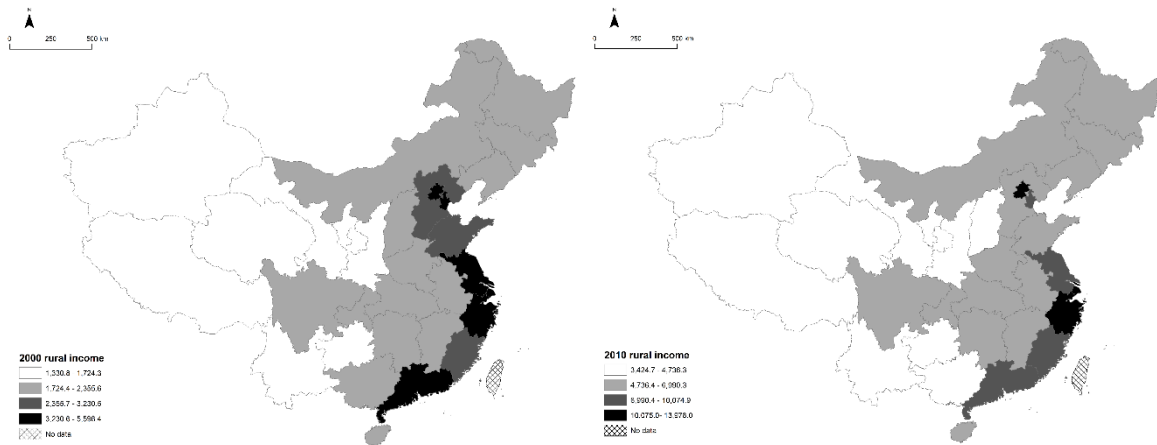 N
0 250 500 km
2000 rural income
1,330.8 - 1,724.3
1,724.4 - 2,355.6
2,355.7 - 3,230.5
3,230.6 - 5,596.4
No data
N
0 250 500 km
2010 rural income
3,424.7 - 4,736.3
4,736.4 - 6,990.3
6,990.4 - 10,074.9
10,075.0- 13,978.0
No data